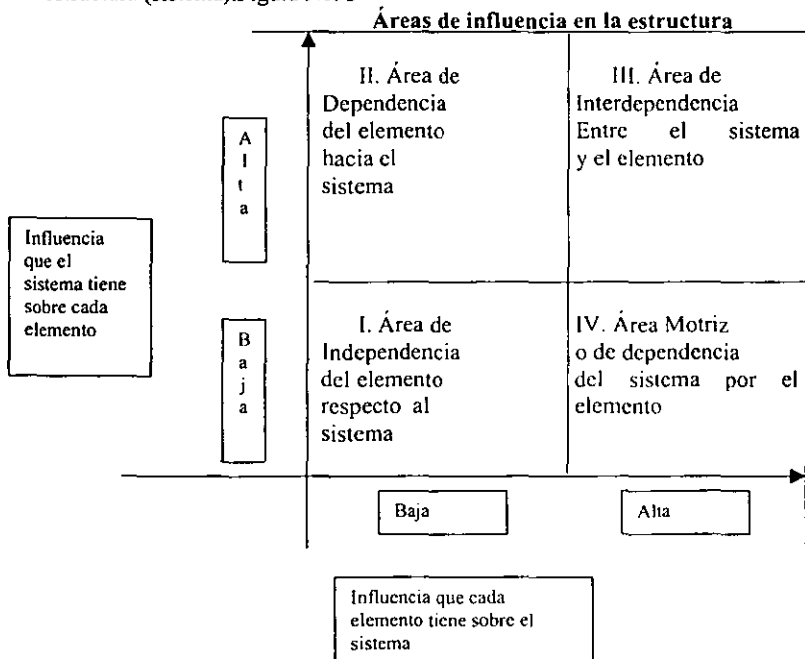 Áreas de influencia en la estructura
II. Área de
Dependencia
del elemento
hacia el
sistema
III. Área de
Interdependencia
Entre el sistema
y el elemento
Alta
Influencia
que el
sistema tiene
sobre cada
elemento
Baja
I. Área de
Independencia
del elemento
respecto al
sistema
IV. Área Motriz
o de dependencia
del sistema por el
elemento
Baja
Alta
Influencia que cada
elemento tiene sobre el
sistema